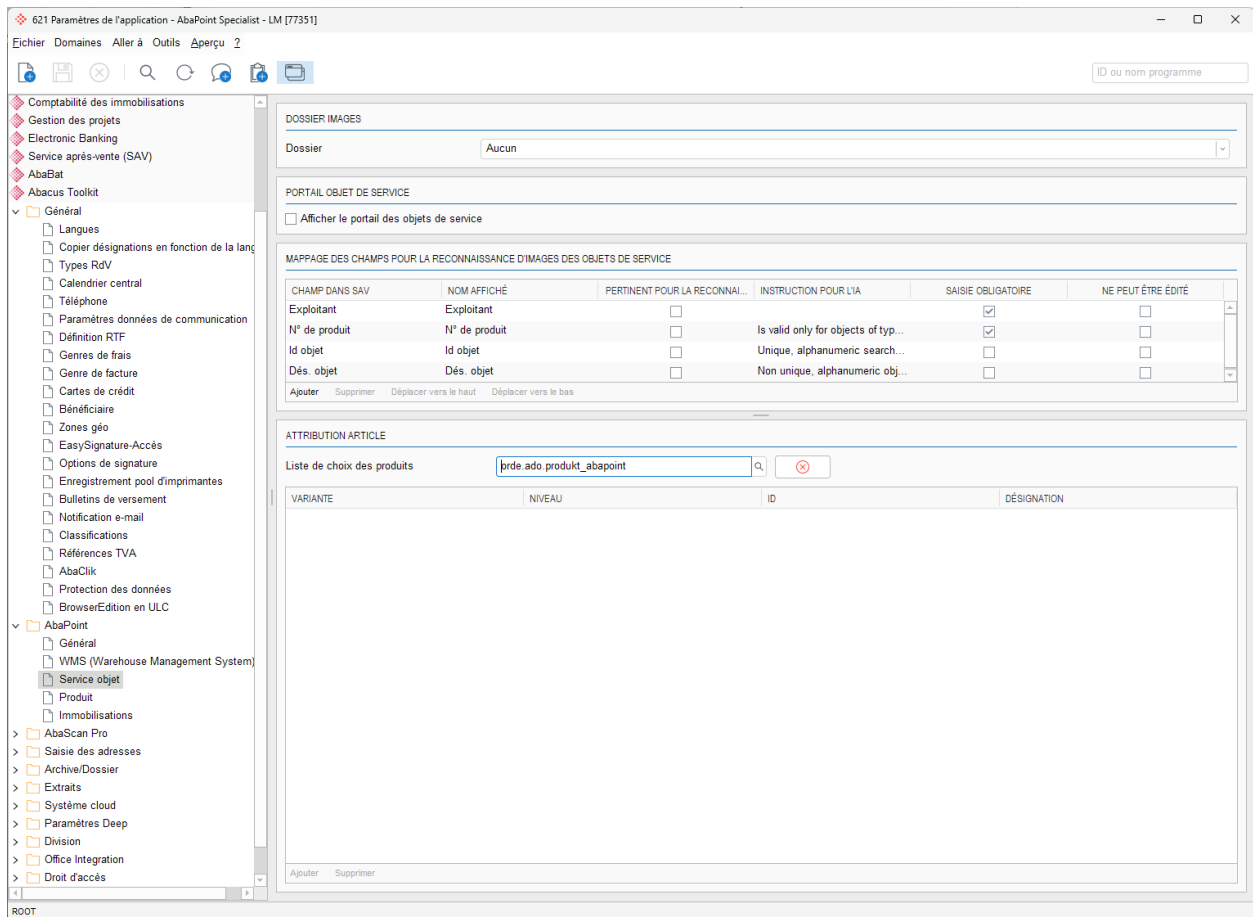 621 Paramètres de l'application - AbaPoint Specialist - LM [77351]
Fichier Domaines Aller à Outils Aperçu ?
ID ou nom programme
Comptabilité des immobilisations
Gestion des projets
Electronic Banking
Service après-vente (SAV)
AbaBat
Abacus Toolkit
Général
Langues
Copier désignations en fonction de la lang
Types RdV
Calendrier central
Téléphone
Paramètres données de communication
Définition RTF
Genres de frais
Genre de facture
Cartes de crédit
Bénéficiaire
Zones géo
EasySignature-Accès
Options de signature
Enregistrement pool d'imprimantes
Bulletins de versement
Notification e-mail
Classifications
Références TVA
AbaClik
Protection des données
BrowserEdition en ULC
AbaPoint
Général
WMS (Warehouse Management System)
Service objet
Produit
Immobilisations
AbaScan Pro
Saisie des adresses
Archive/Dossier
Extraits
Système cloud
Paramètres Deep
Division
Office Integration
Droit d'accès
ROOT
DOSSIER IMAGES
Dossier Aucun
PORTAIL OBJET DE SERVICE
Afficher le portail des objets de service
MAPPAGE DES CHAMPS POUR LA RECONNAISSANCE D'IMAGES DES OBJETS DE SERVICE
CHAMP DANS SAV NOM AFFICHÉ PERTINENT POUR LA RECONNAI... INSTRUCTION POUR L'IA SAISIE OBLIGATOIRE NE PEUT ÊTRE ÉDITÉ
Exploitant Exploitant
N° de produit N° de produit Is valid only for objects of typ...
Id objet Id objet Unique, alphanumeric search...
Dés. objet Dés. objet Non unique, alphanumeric obj...
Ajouter Supprimer Déplacer vers le haut Déplacer vers le bas
ATTRIBUTION ARTICLE
Liste de choix des produits orde.ado.produkt_abapoint
VARIANTE NIVEAU ID DÉSIGNATION
Ajouter Supprimer